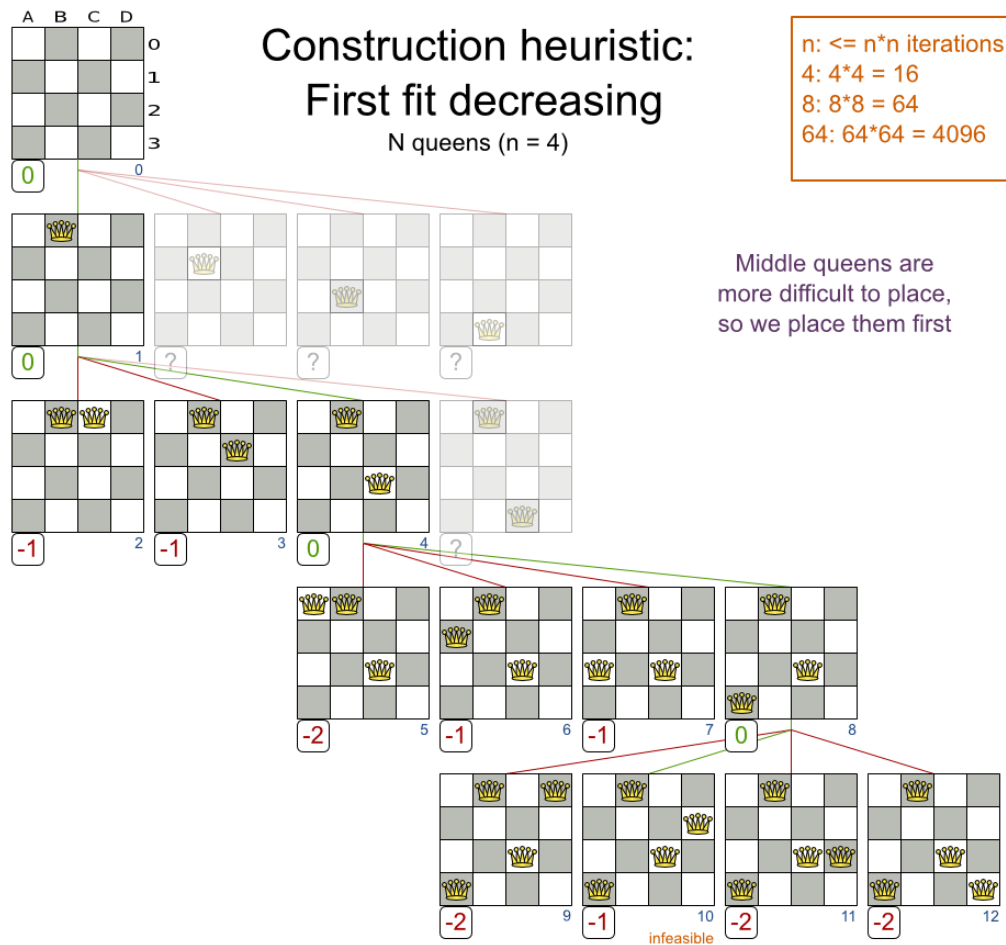 A B C D
Construction heuristic:
First fit decreasing
N queens (n = 4)
0
1
2
3
n: <= n*n iterations
4: 4*4 = 16
8: 8*8 = 64
64: 64*64 = 4096
0 0
Middle queens are
more difficult to place,
so we place them first
0 1 ? ? ?
-1 2 -1 3 0 4 ?
-2 5 -1 6 -1 7 0 8
-2 9 -1 10 -2 11 -2 12
infeasible